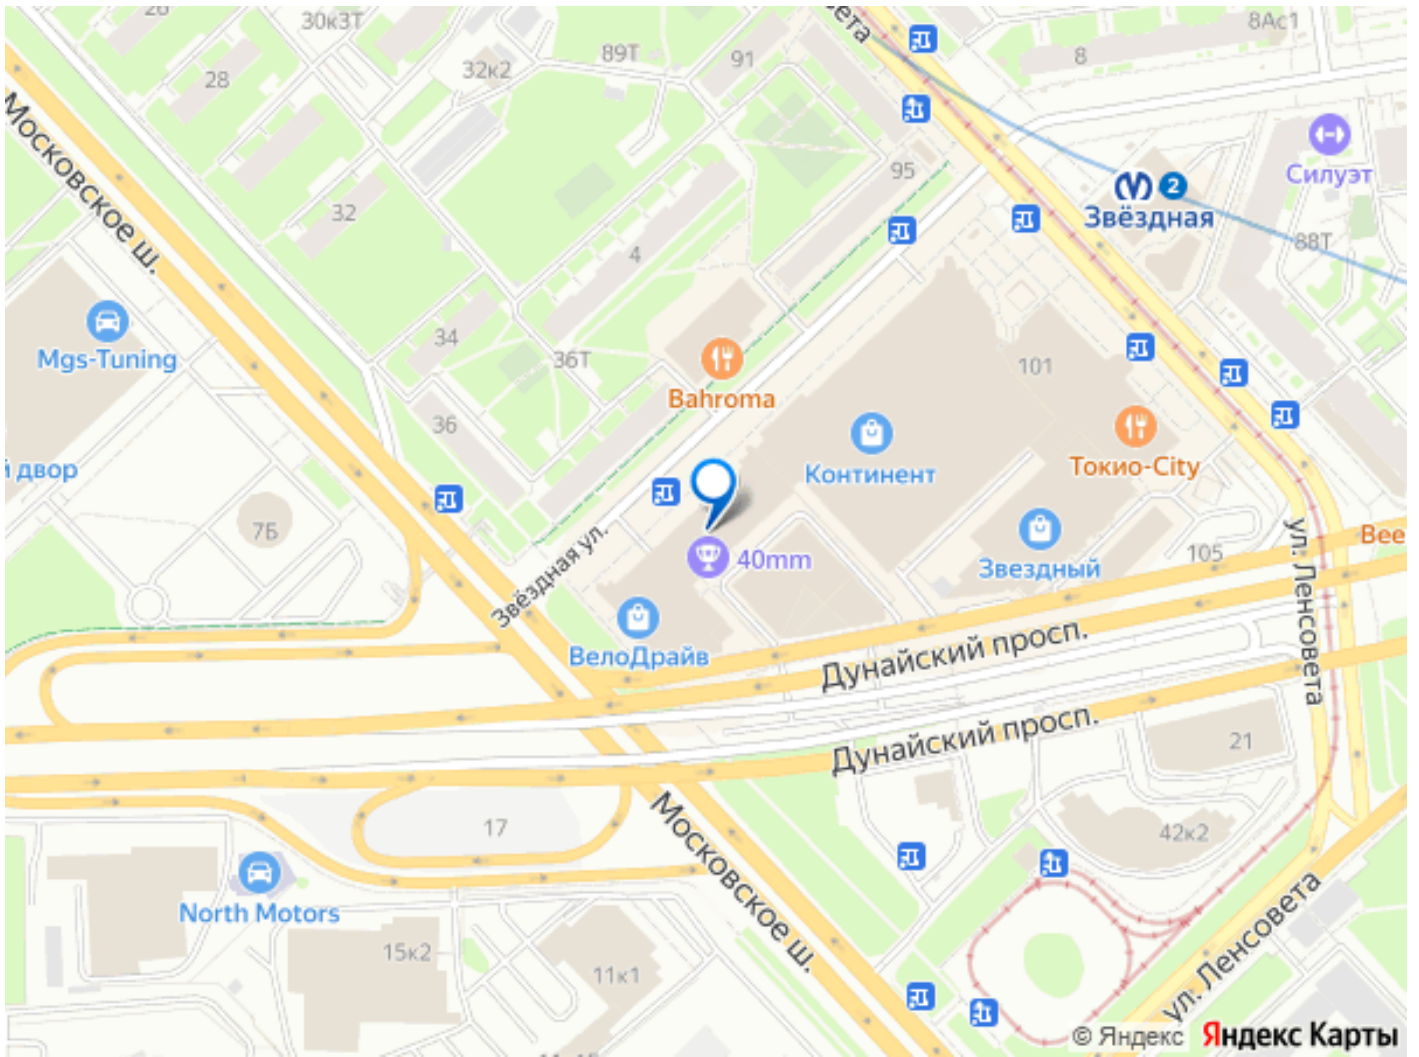 30к3Т
8Ас1
89Т
91
8
28
32к2
Московское ш.
95
2
Силуэт
Звёздная
32
4
88Т
34
Mgs-Tuning
36Т
101
Bahroma
36
Токио-City
Континент
й двор
7Б
ул. Ленсовета
Bee
Звёздная ул.
40mm
Звездный
105
ВелоДрайв
Дунайский просп.
Дунайский просп.
21
17
Московское ш.
42к2
North Motors
15к2
11к1
ул. Ленсовета
© Яндекс Яндекс Карты